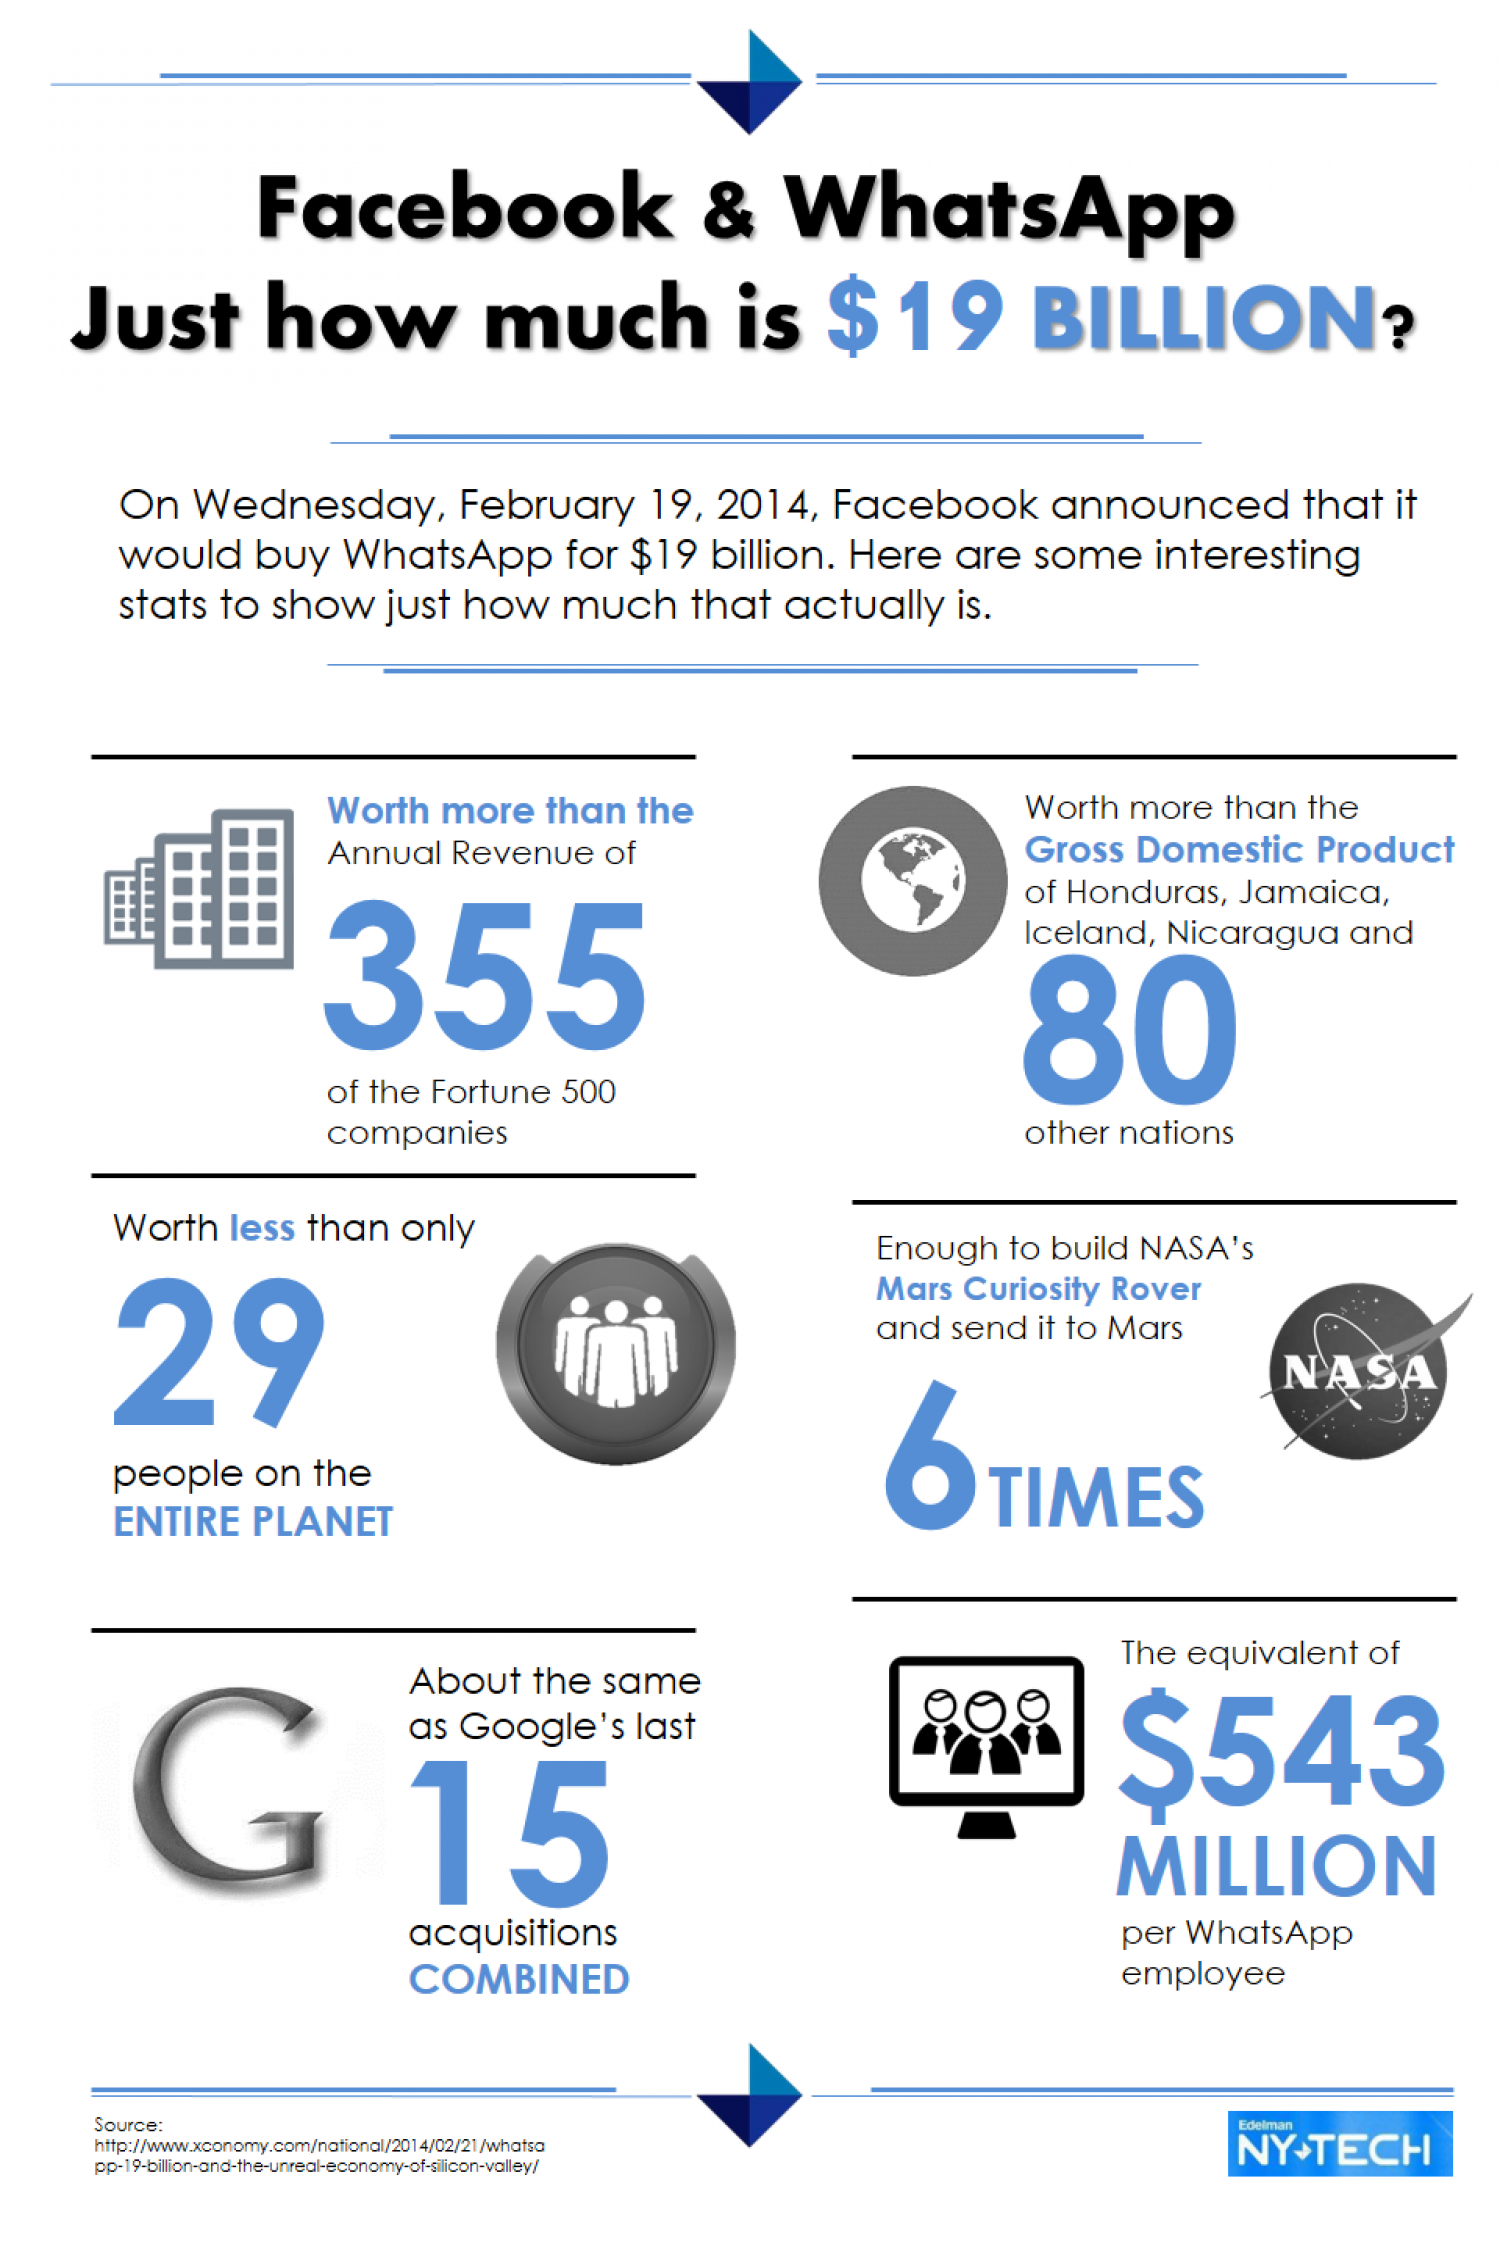 Facebook & WhatsApp
Just how much is $19 BILLION?
On Wednesday, February 19, 2014, Facebook announced that it
would buy WhatsApp for $19 billion. Here are some interesting
stats to show just how much that actually is.
Worth more than the
Annual Revenue of
355
of the Fortune 500
companies
Worth more than the
Gross Domestic Product
of Honduras, Jamaica,
Iceland, Nicaragua and
80
other nations
Worth less than only
29
people on the
ENTIRE PLANET
Enough to build NASA's
Mars Curiosity Rover
and send it to Mars
6 TIMES
NASA
G
About the same
as Google's last
15
acquisitions
COMBINED
The equivalent of
$543
MILLION
per WhatsApp
employee
Source:
http://www.xconomy.com/national/2014/02/21/whatsa
pp-19-billion-and-the-unreal-economy-of-silicon-valley/
Edelman
NY TECH